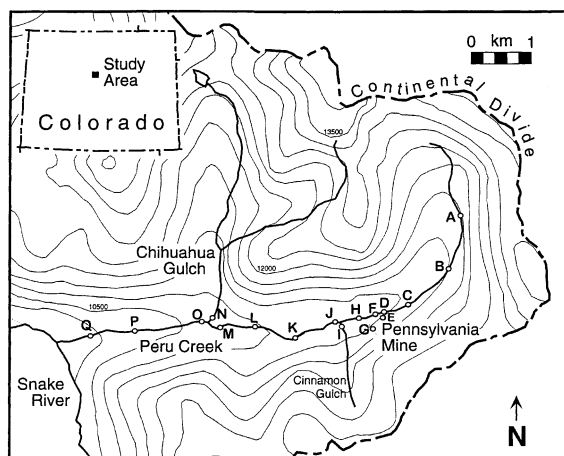 0 km 1
Study
Area
Colorado
Continental Divide
13500
A
Chihuahua
Gulch
12000
B
10500
C
D
E
F
G
H
I
J
K
L
M
N
O
P
Q
Pennsylvania
Mine
Peru Creek
Cinnamon
Gulch
Snake
River
N